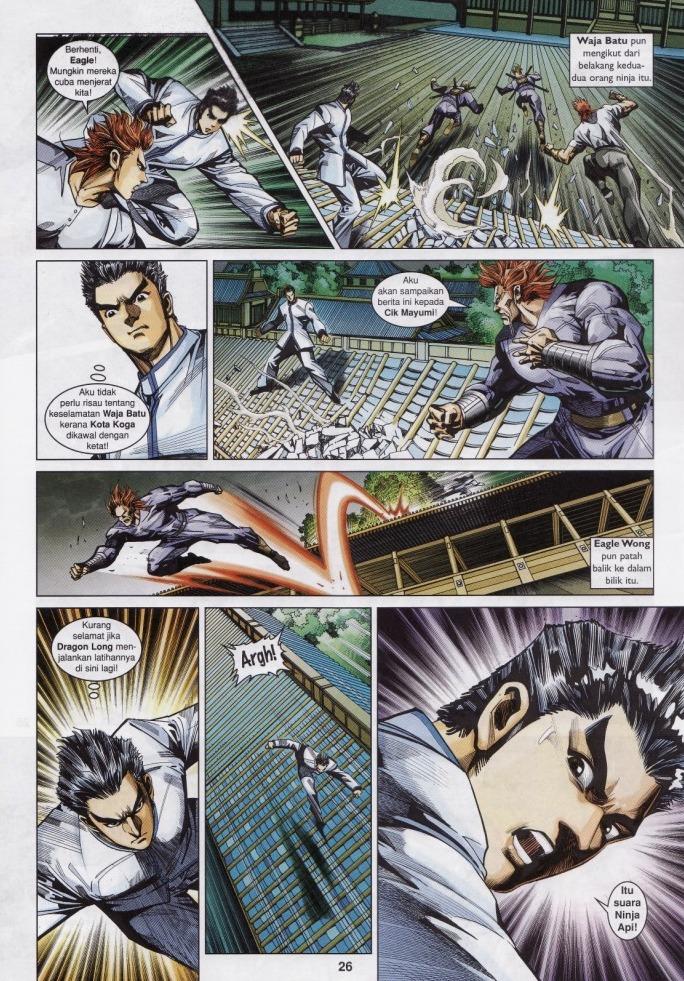 Berhenti,
Eagle!
Mungkin mereka
cuba menjerat
kita!
Waja Batu pun
mengikut dari
belakang kedua-
dua orang ninja itu.
Aku tidak
perlu risau tentang
keselamatan Waja Batu
kerana Kota Koga
dikawal dengan
ketat!
Aku
akan sampaikan
berita ini kepada
Cik Mayumi!
Eagle Wong
pun patah
balik ke dalam
bilik itu.
Kurang
selamat jika
Dragon Long men-
jalankan latihannya
di sini lagi!
Argh!
Itu
suara
Ninja
Api!
26